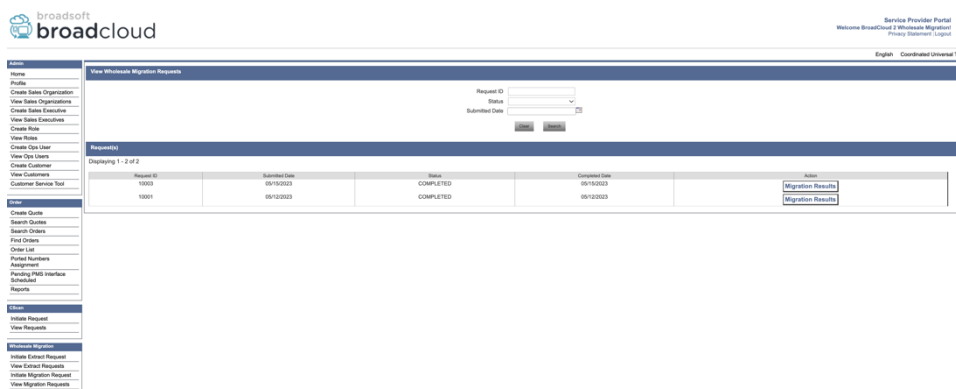 broadsoft
broadcloud
Service Provider Portal
Welcome BroadCloud 2 Wholesale Migration!
Privacy Statement | Logout
English Coordinated Universal T
Admin
Home
Profile
Create Sales Organization
View Sales Organizations
Create Sales Executive
View Sales Executives
Create Role
View Roles
Create Ops User
View Ops Users
Create Customer
View Customers
Customer Service Tool
Order
Create Quote
Search Quotes
Search Orders
Find Orders
Order List
Ported Numbers
Assignment
Pending PMS Interface
Scheduled
Reports
Initiate Request
View Requests
Wholesale Migration
Initiate Extract Request
View Extract Requests
Initiate Migration Request
View Migration Requests
View Wholesale Migration Requests
Request ID
Status
Submitted Date
Clear Search
Request(s)
Displaying 1 - 2 of 2
Request ID Submitted Date Status Completed Date Action
10003 05/15/2023 COMPLETED 05/15/2023 Migration Results
10001 05/12/2023 COMPLETED 05/12/2023 Migration Results